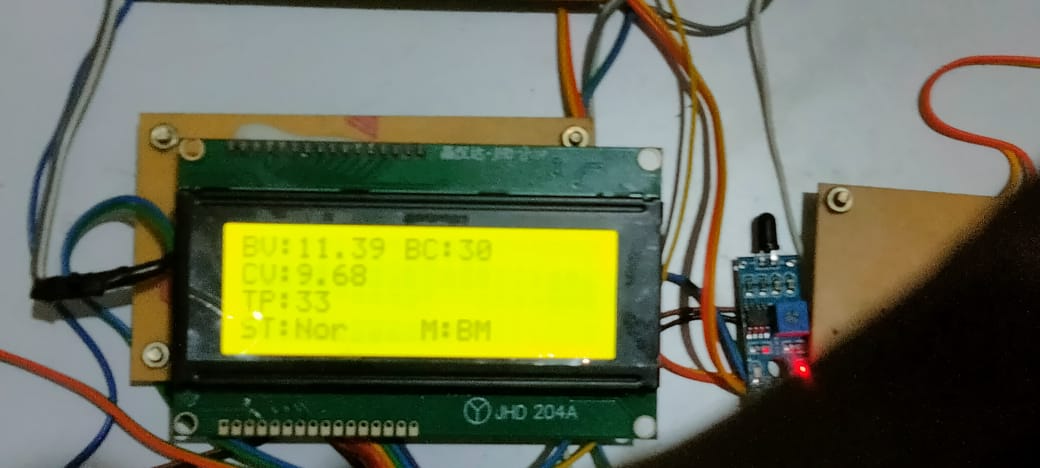 BV:11.39 BC:30
CV:9.68
TP:33
ST:Nor M:BM
JHD 204A